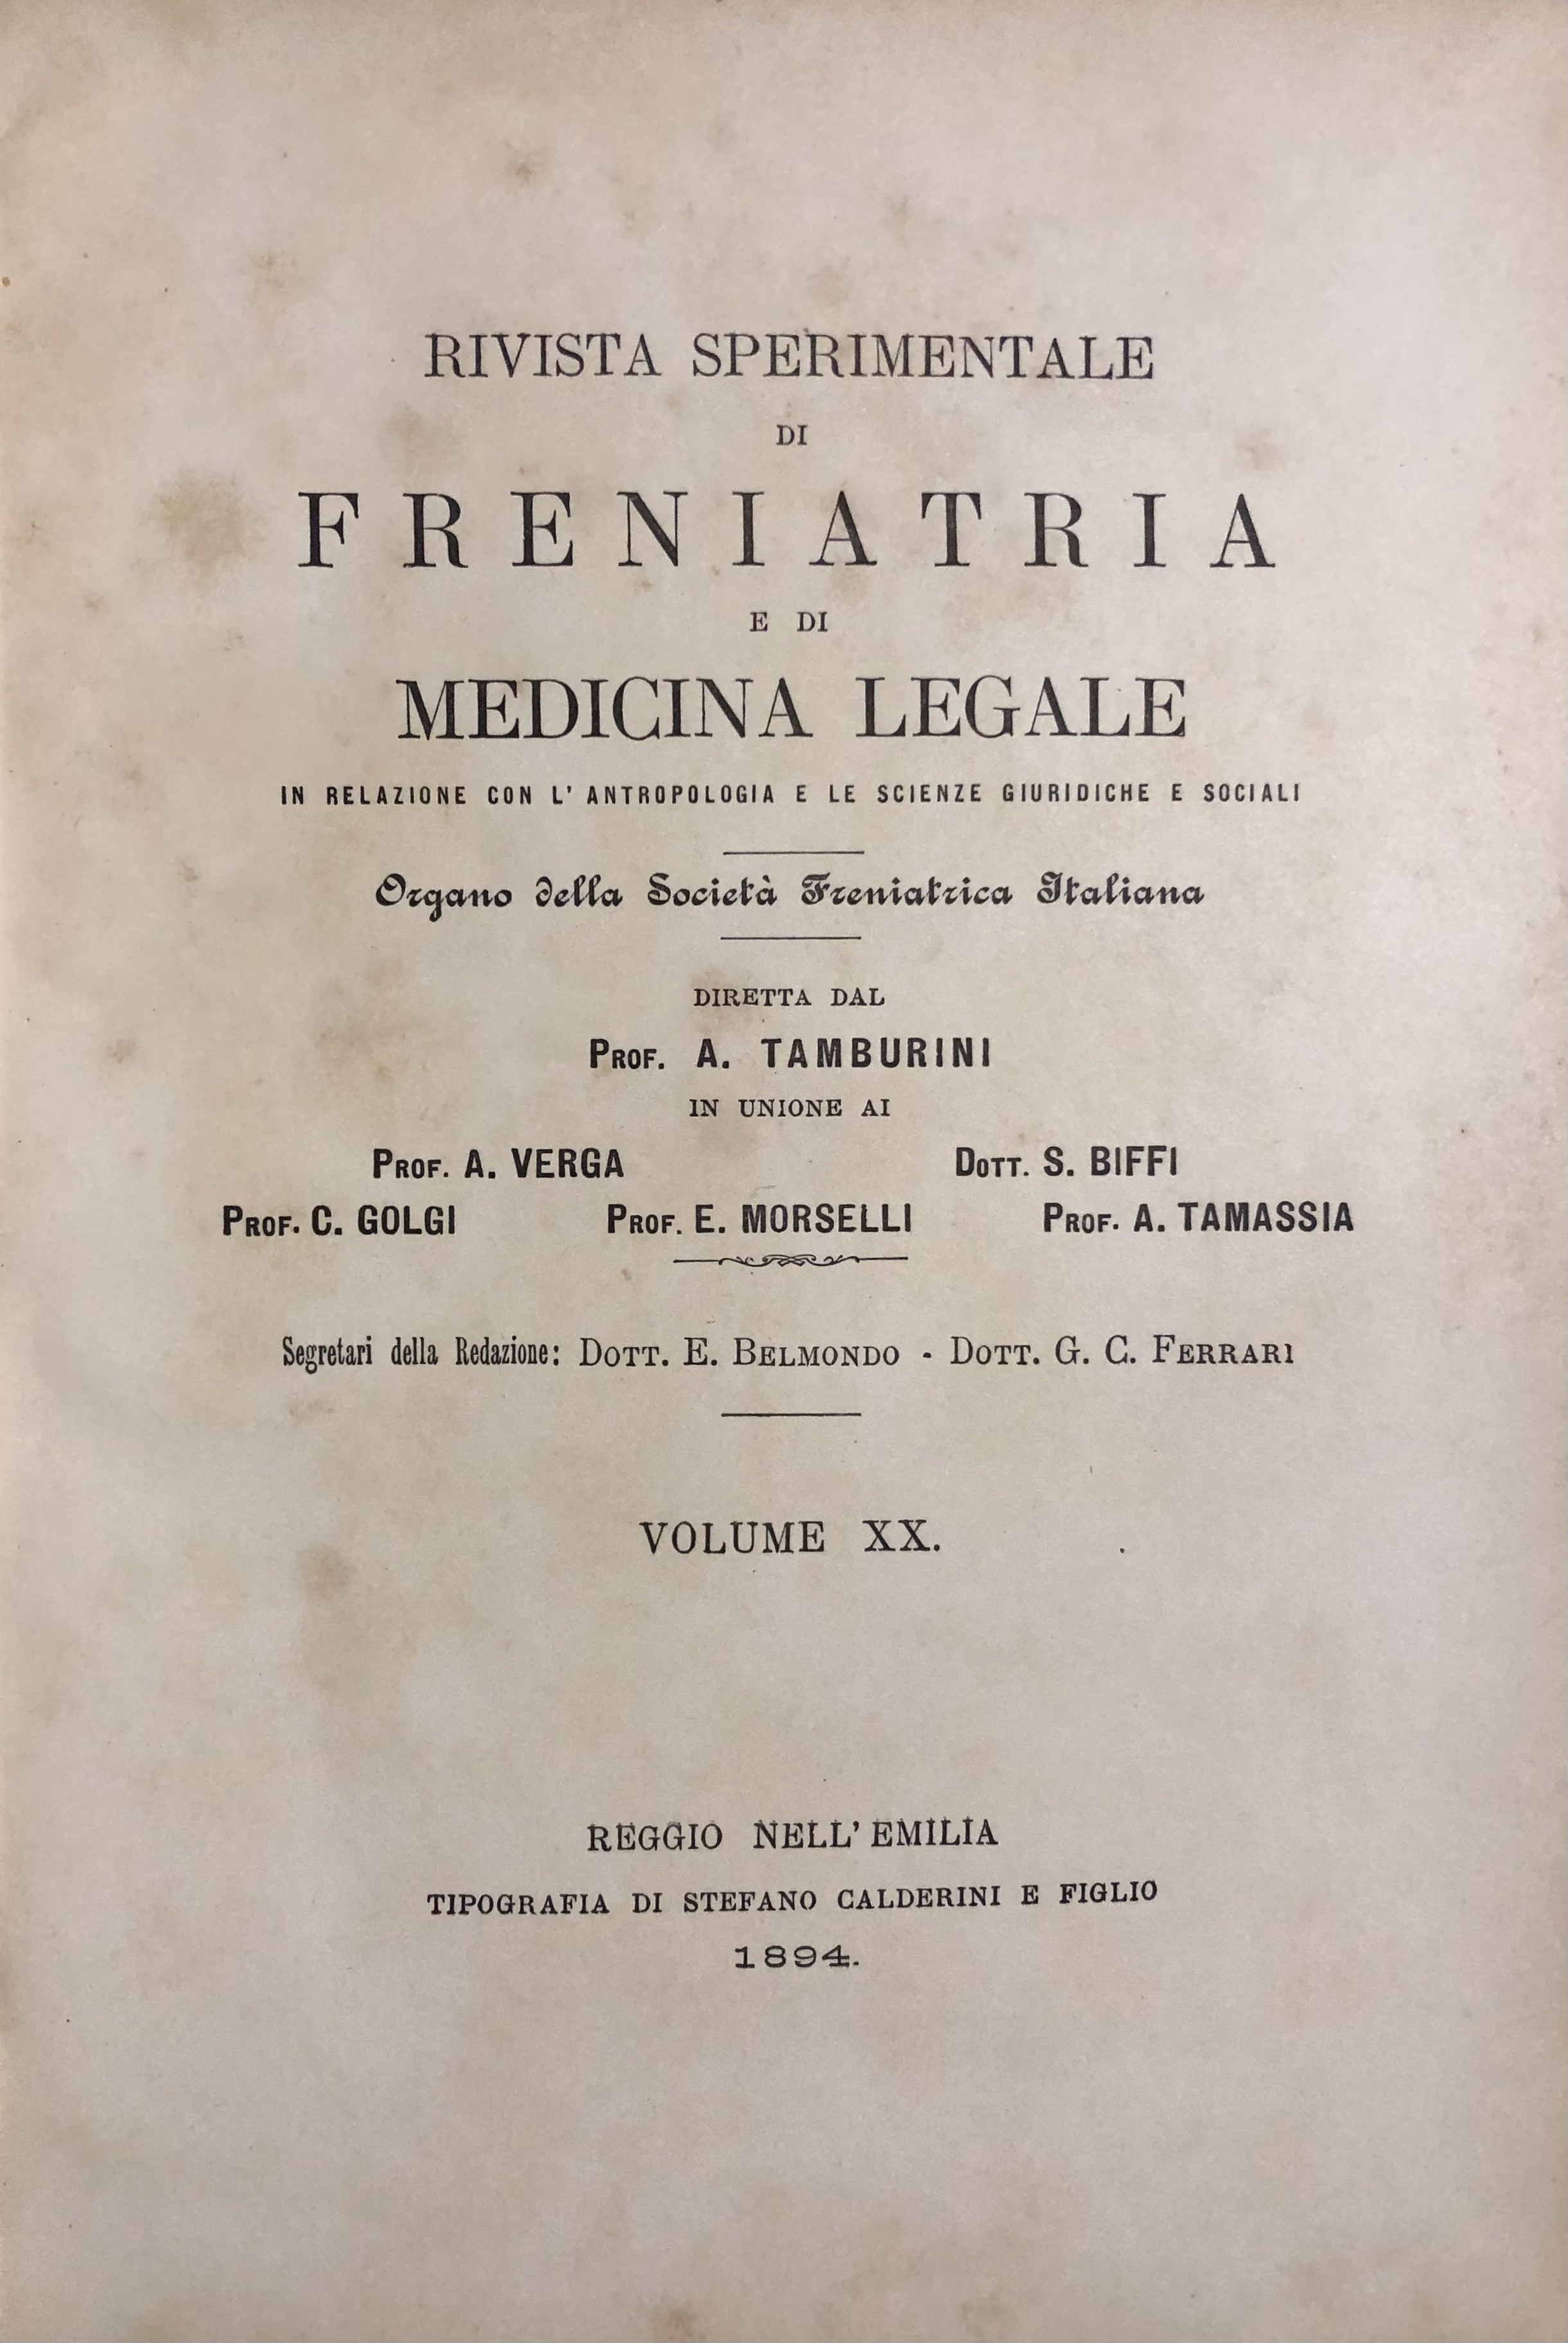 RIVISTA SPERIMENTALE
DI
FRENIATRIA
E DI
MEDICINA LEGALE
IN RELAZIONE CON L' ANTROPOLOGIA E LE SCIENZE GIURIDICHE E SOCIALI
Organo della Società Freniatrica Italiana
DIRETTA DAL
PROF. A. TAMBURINI
IN UNIONE AI
PROF. A. VERGA DOTT. S. BIFFI
PROF. C. GOLGI PROF. E. MORSELLI PROF. A. TAMASSIA
Segretari della Redazione: DOTT. E. BELMONDO - DOTT. G. C. FERRARI
VOLUME XX.
REGGIO NELL' EMILIA
TIPOGRAFIA DI STEFANO CALDERINI E FIGLIO
1894.